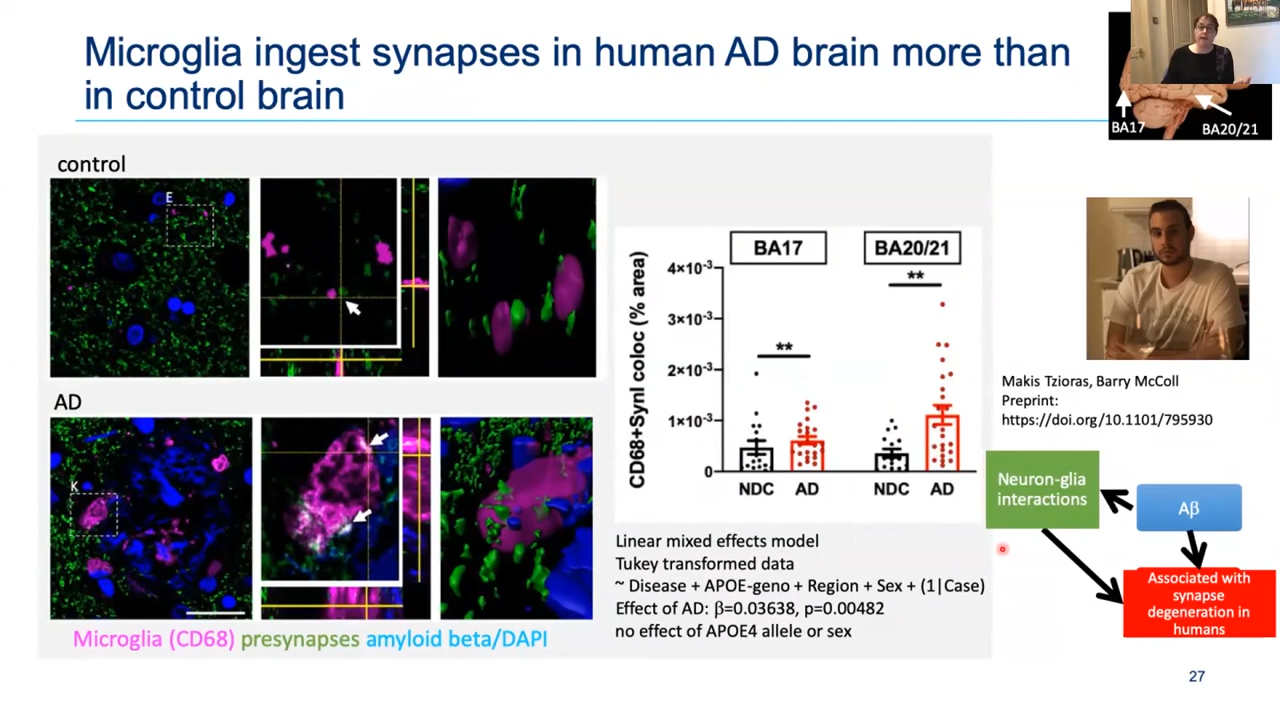 Microglia ingest synapses in human AD brain more than
in control brain
BA17
BA20/21
control
E
AD
K
Microglia (CD68) presynapses amyloid beta/DAPI
CD68+SynI coloc (% area)
BA17
BA20/21
4×10-3
3×10-3
2×10-3
1×10-3
0
**
**
NDC AD NDC AD
Linear mixed effects model
Tukey transformed data
~ Disease + APOE-geno + Region + Sex + (1|Case)
Effect of AD: β=0.03638, p=0.00482
no effect of APOE4 allele or sex
Makis Tzioras, Barry McColl
Preprint:
https://doi.org/10.1101/795930
Neuron-glia
interactions
Aβ
Associated with
synapse
degeneration in
humans
27